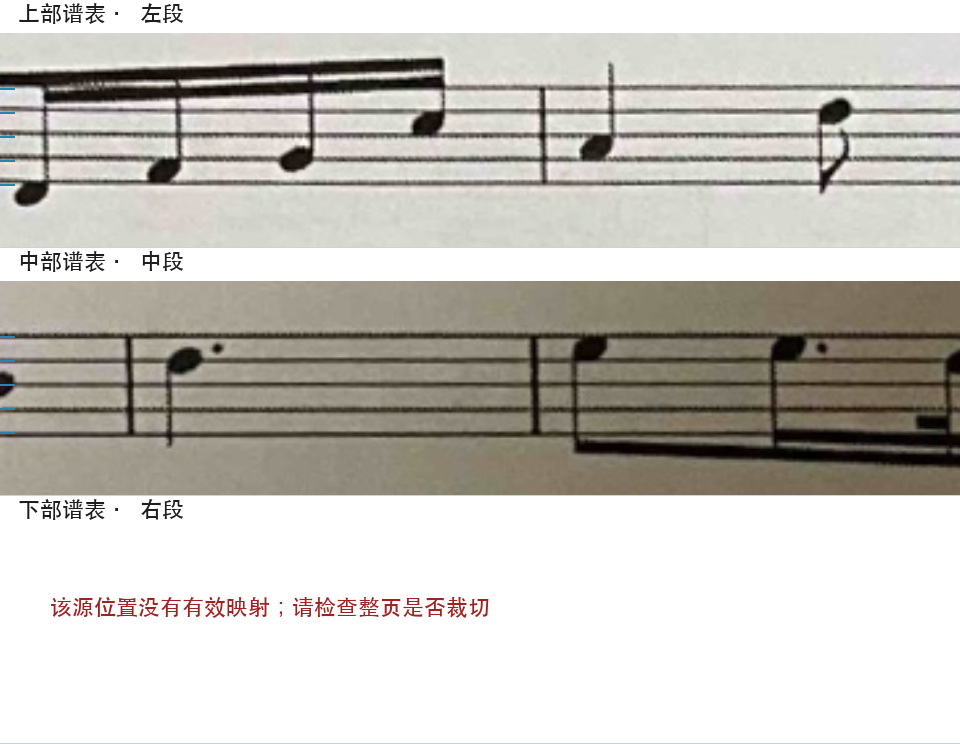 上部谱表 · 左段
中部谱表 · 中段
下部谱表 · 右段
该源位置没有有效映射；请检查整页是否裁切